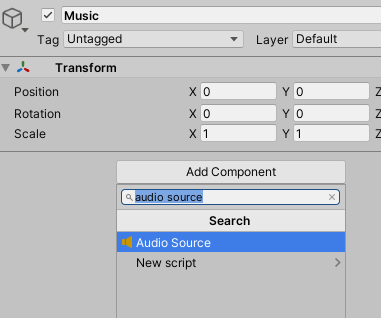 Music
Tag Untagged Layer Default
Transform
Position X 0 Y 0 Z
Rotation X 0 Y 0 Z
Scale X 1 Y 1 Z
Add Component
audio source
Search
Audio Source
New script